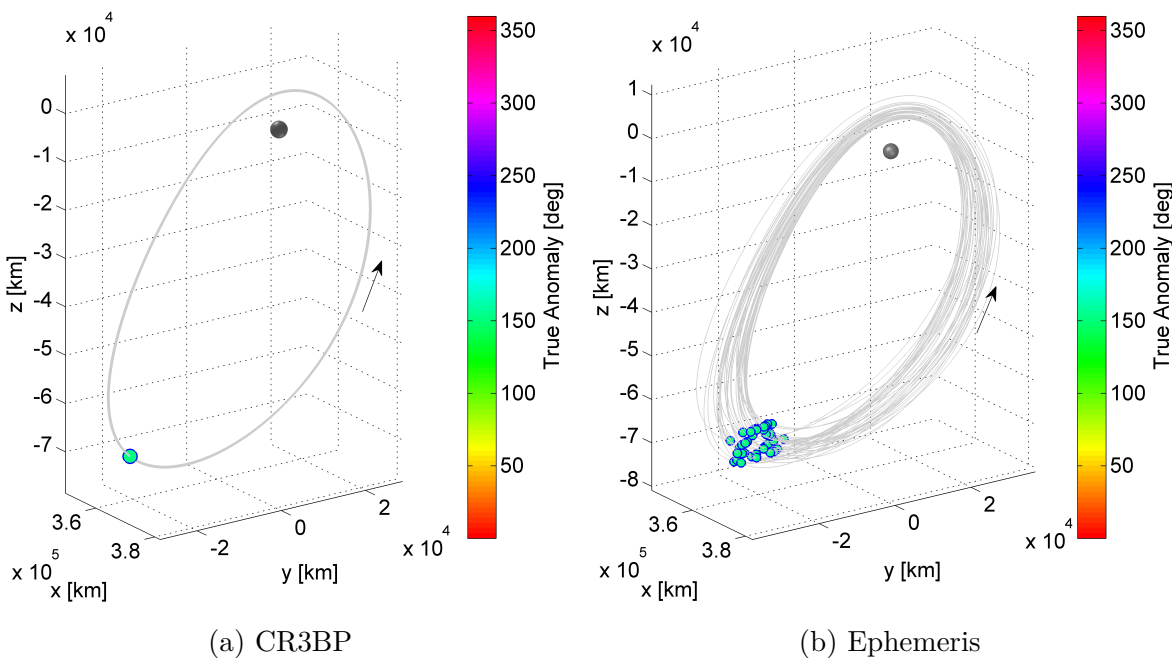 x 10^4
0
-1
-2
-3
-4
-5
-6
-7
z [km]
3.6
3.8
x 10^5
x [km]
-2
0
2
x 10^4
y [km]
350
300
250
200
150
100
50
True Anomaly [deg]
(a) CR3BP
x 10^4
1
0
-1
-2
-3
-4
-5
-6
-7
-8
z [km]
3.6
3.8
x 10^5
x [km]
-2
0
2
x 10^4
y [km]
350
300
250
200
150
100
50
True Anomaly [deg]
(b) Ephemeris